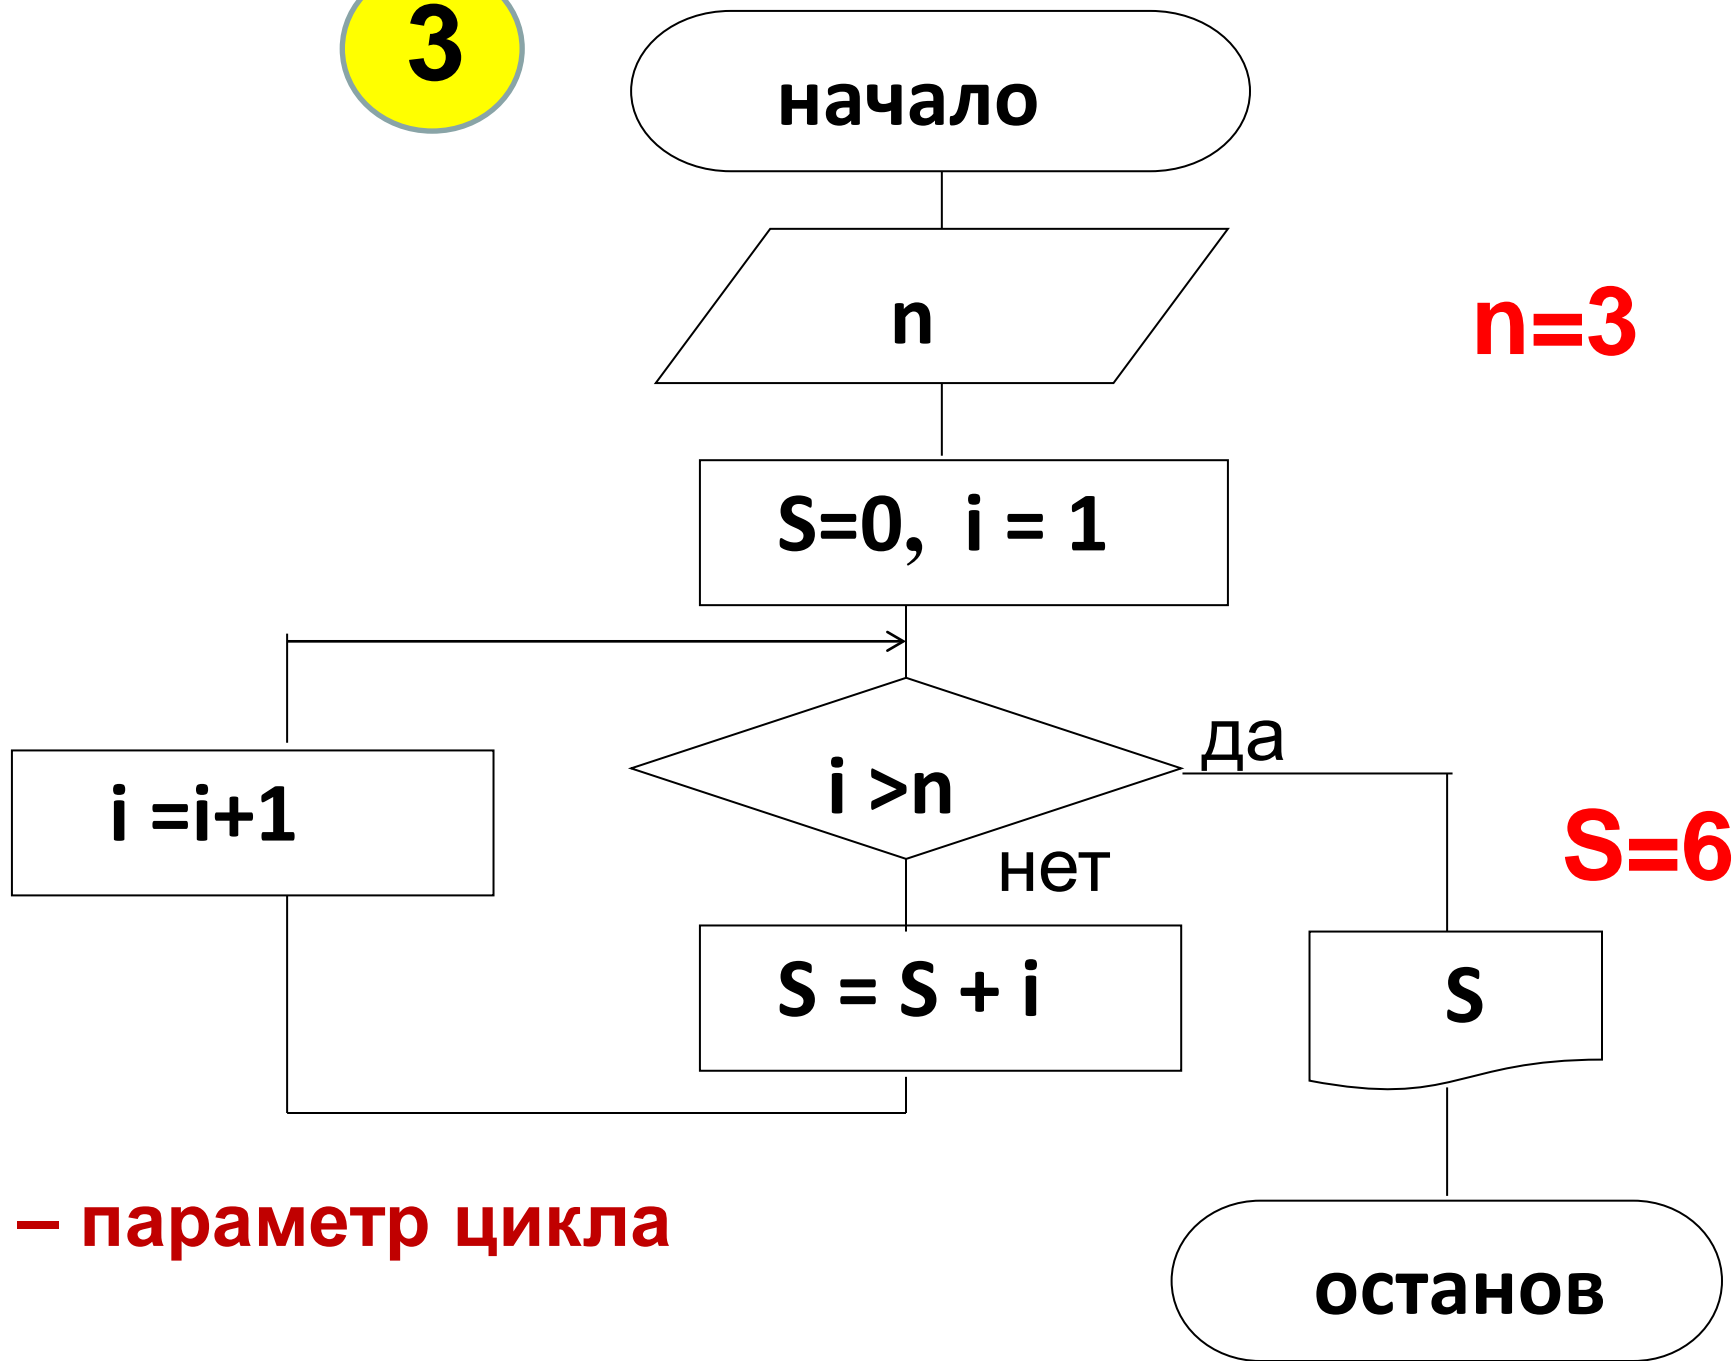 3
начало
n
n=3
S=0, i = 1
да
i >n
i =i+1
нет
S=6
S = S + i
S
– параметр цикла
останов